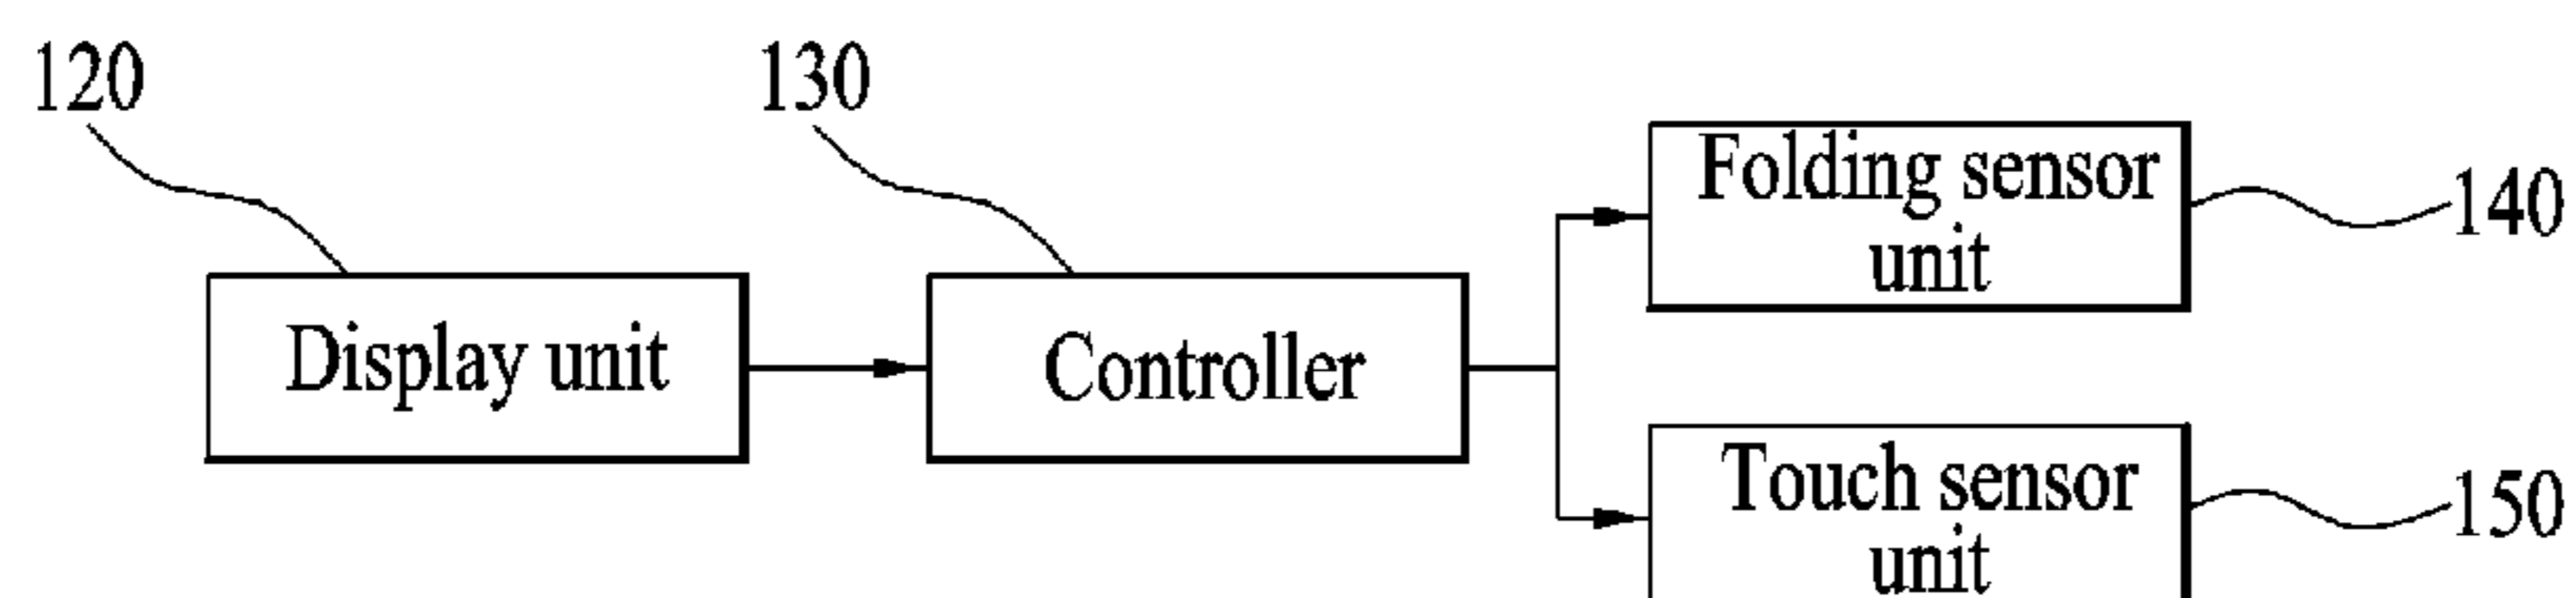 120
130
Folding sensor
unit
140
Display unit
Controller
Touch sensor
unit
150